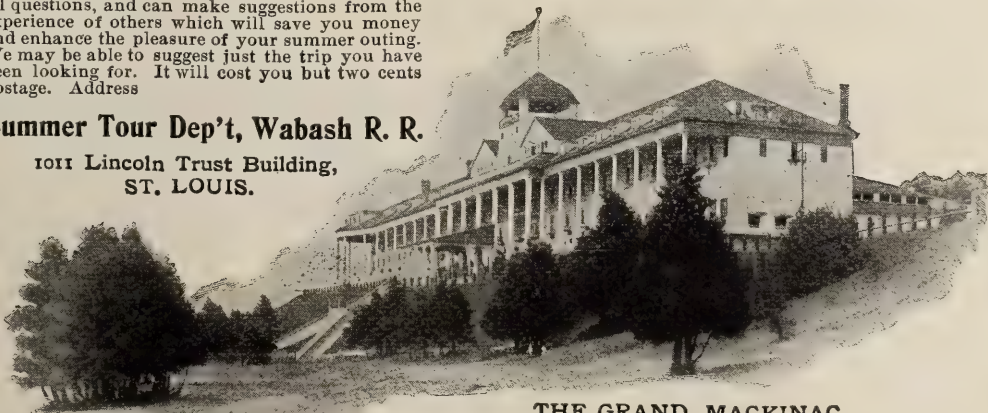 questions, and can make suggestions from the
xperience of others which will save you money
nd enhance the pleasure of your summer outing.
e may be able to suggest just the trip you have
een looking for. It will cost you but two cents
ostage. Address
ummer Tour Dep't, Wabash R. R.
1011 Lincoln Trust Building,
ST. LOUIS.
THE GRAND, MACKINAC